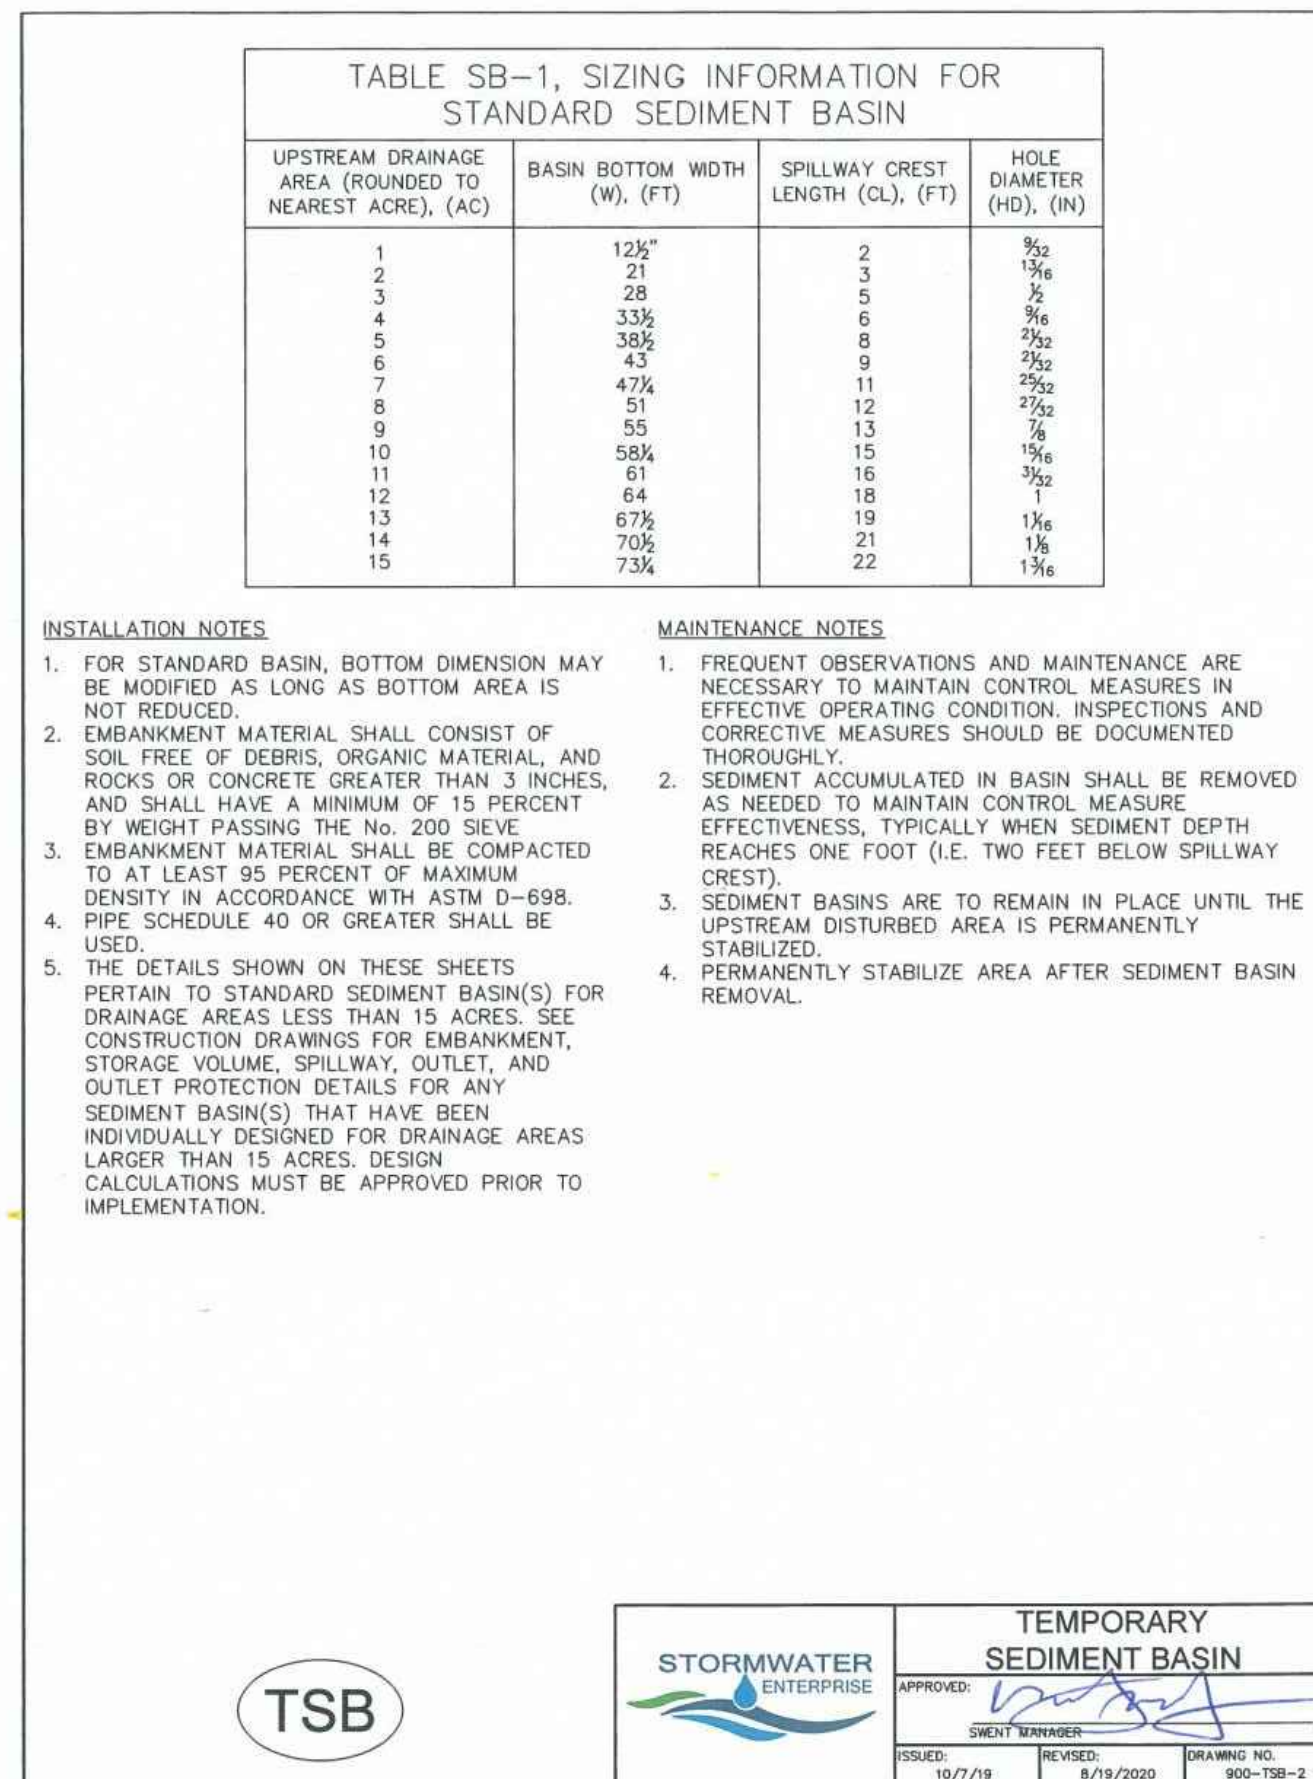 TABLE SB-1, SIZING INFORMATION FOR
STANDARD SEDIMENT BASIN
UPSTREAM DRAINAGE AREA (ROUNDED TO NEAREST ACRE), (AC) BASIN BOTTOM WIDTH (W), (FT) SPILLWAY CREST LENGTH (CL), (FT) HOLE DIAMETER (HD), (IN)
1 12½" 2 9/32
2 21 3 13/16
3 28 5 ½
4 33½ 6 9/16
5 38½ 8 21/32
6 43 9 21/32
7 47¼ 11 25/32
8 51 12 27/32
9 55 13 7/8
10 58¼ 15 15/16
11 61 16 31/32
12 64 18 1
13 67½ 19 1 1/16
14 70½ 21 1 1/8
15 73¼ 22 1 3/16
INSTALLATION NOTES
1. FOR STANDARD BASIN, BOTTOM DIMENSION MAY
BE MODIFIED AS LONG AS BOTTOM AREA IS
NOT REDUCED.
2. EMBANKMENT MATERIAL SHALL CONSIST OF
SOIL FREE OF DEBRIS, ORGANIC MATERIAL, AND
ROCKS OR CONCRETE GREATER THAN 3 INCHES,
AND SHALL HAVE A MINIMUM OF 15 PERCENT
BY WEIGHT PASSING THE No. 200 SIEVE
3. EMBANKMENT MATERIAL SHALL BE COMPACTED
TO AT LEAST 95 PERCENT OF MAXIMUM
DENSITY IN ACCORDANCE WITH ASTM D-698.
4. PIPE SCHEDULE 40 OR GREATER SHALL BE
USED.
5. THE DETAILS SHOWN ON THESE SHEETS
PERTAIN TO STANDARD SEDIMENT BASIN(S) FOR
DRAINAGE AREAS LESS THAN 15 ACRES. SEE
CONSTRUCTION DRAWINGS FOR EMBANKMENT,
STORAGE VOLUME, SPILLWAY, OUTLET, AND
OUTLET PROTECTION DETAILS FOR ANY
SEDIMENT BASIN(S) THAT HAVE BEEN
INDIVIDUALLY DESIGNED FOR DRAINAGE AREAS
LARGER THAN 15 ACRES. DESIGN
CALCULATIONS MUST BE APPROVED PRIOR TO
IMPLEMENTATION.
MAINTENANCE NOTES
1. FREQUENT OBSERVATIONS AND MAINTENANCE ARE
NECESSARY TO MAINTAIN CONTROL MEASURES IN
EFFECTIVE OPERATING CONDITION. INSPECTIONS AND
CORRECTIVE MEASURES SHOULD BE DOCUMENTED
THOROUGHLY.
2. SEDIMENT ACCUMULATED IN BASIN SHALL BE REMOVED
AS NEEDED TO MAINTAIN CONTROL MEASURE
EFFECTIVENESS, TYPICALLY WHEN SEDIMENT DEPTH
REACHES ONE FOOT (I.E. TWO FEET BELOW SPILLWAY
CREST).
3. SEDIMENT BASINS ARE TO REMAIN IN PLACE UNTIL THE
UPSTREAM DISTURBED AREA IS PERMANENTLY
STABILIZED.
4. PERMANENTLY STABILIZE AREA AFTER SEDIMENT BASIN
REMOVAL.
TSB
STORMWATER
ENTERPRISE
TEMPORARY
SEDIMENT BASIN
APPROVED:
SWENT MANAGER
ISSUED: REVISED: DRAWING NO.
10/7/19 8/19/2020 900-TSB-2